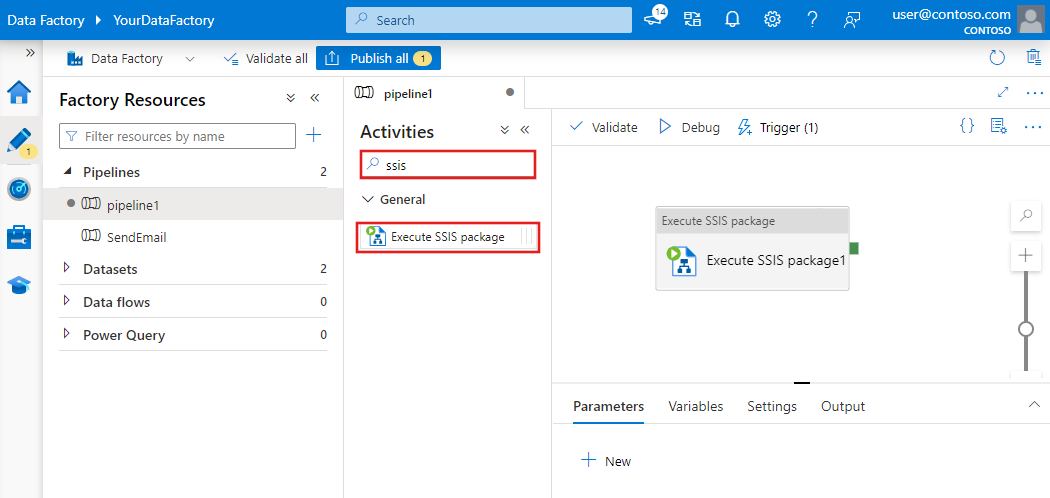 Data Factory YourDataFactory
Search
14
user@contoso.com
CONTOSO
Data Factory
Validate all
Publish all 1
1
Factory Resources
Filter resources by name
Pipelines 2
pipeline1
SendEmail
Datasets 2
Data flows 0
Power Query 0
pipeline1
Activities
ssis
General
Execute SSIS package
Validate Debug Trigger (1)
Execute SSIS package
Execute SSIS package1
Parameters Variables Settings Output
New